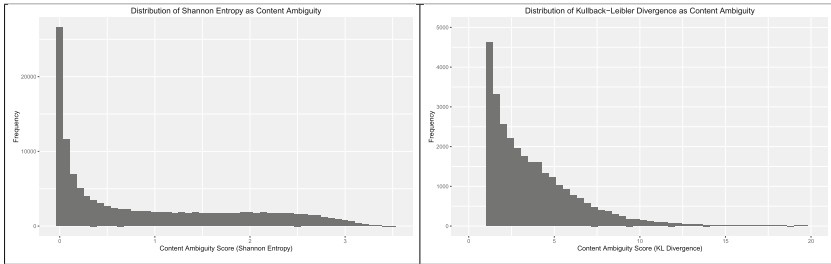 Distribution of Shannon Entropy as Content Ambiguity
20000
10000
0
Frequency
0 1 2 3
Content Ambiguity Score (Shannon Entropy)
Distribution of Kullback−Leibler Divergence as Content Ambiguity
5000
4000
3000
2000
1000
0
Frequency
0 5 10 15 20
Content Ambiguity Score (KL Divergence)